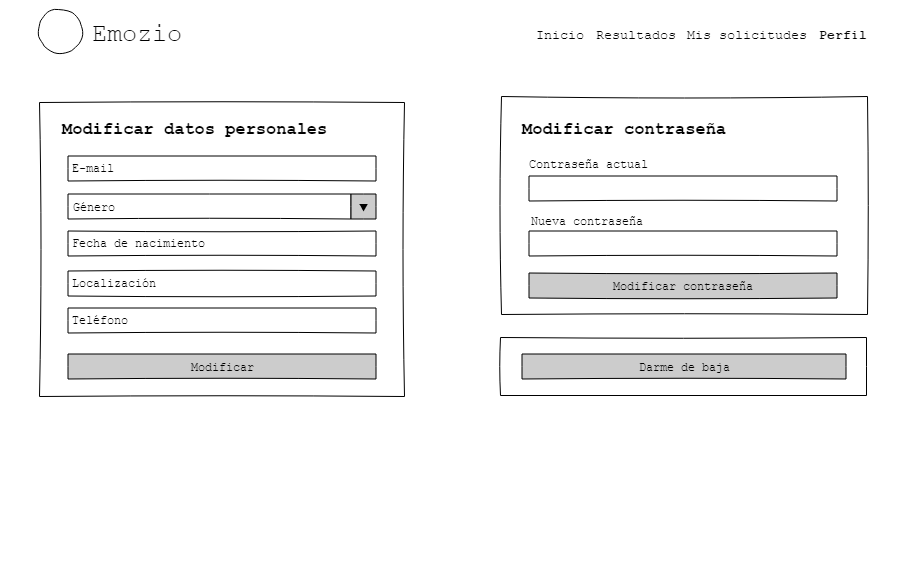 Emozio
Inicio Resultados Mis solicitudes Perfil
Modificar datos personales
E-mail
Género
Fecha de nacimiento
Localización
Teléfono
Modificar
Modificar contraseña
Contraseña actual
Nueva contraseña
Modificar contraseña
Darme de baja